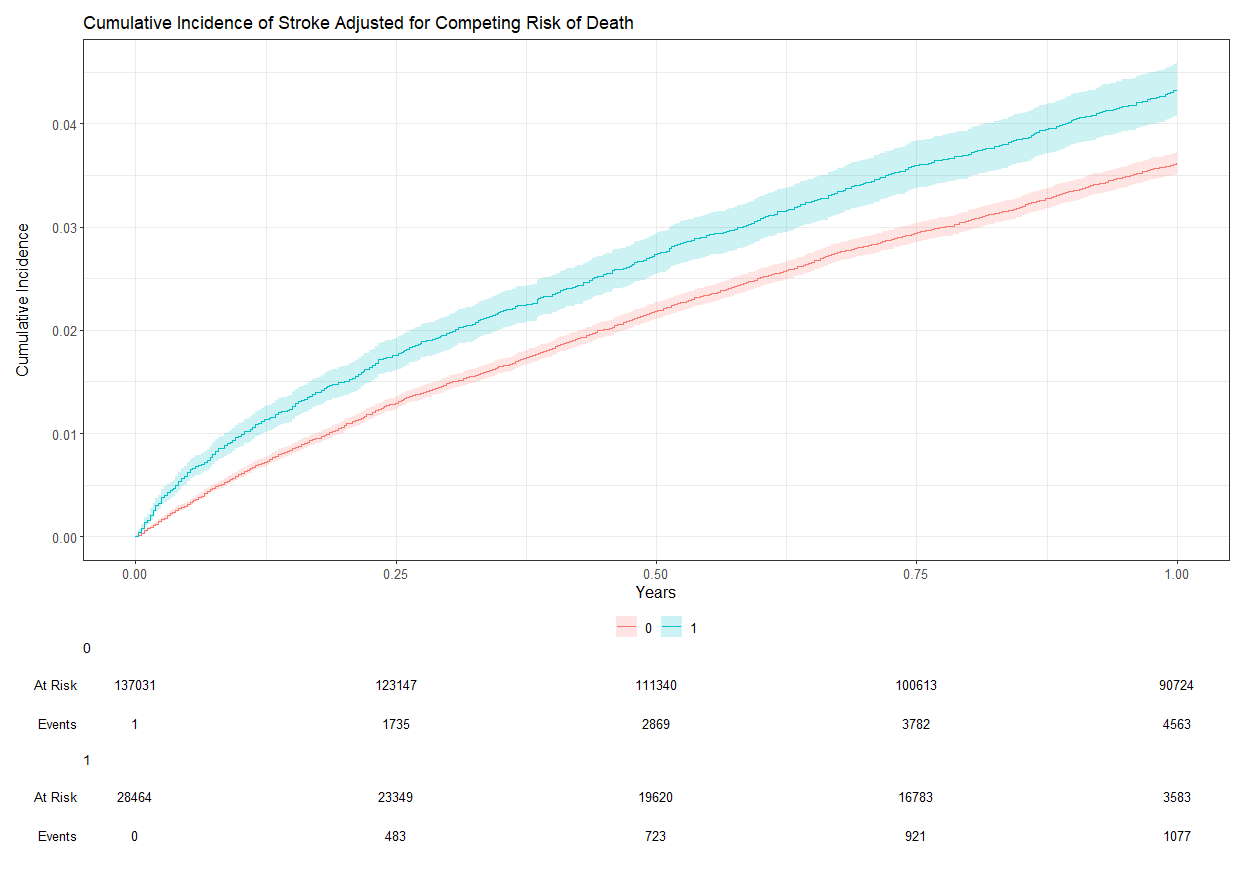 Cumulative Incidence of Stroke Adjusted for Competing Risk of Death
0.04
0.03
0.02
0.01
0.00
Cumulative Incidence
0.00 0.25 0.50 0.75 1.00
Years
0 1
0
At Risk 137031 123147 111340 100613 90724
Events 1 1735 2869 3782 4563
1
At Risk 28464 23349 19620 16783 3583
Events 0 483 723 921 1077